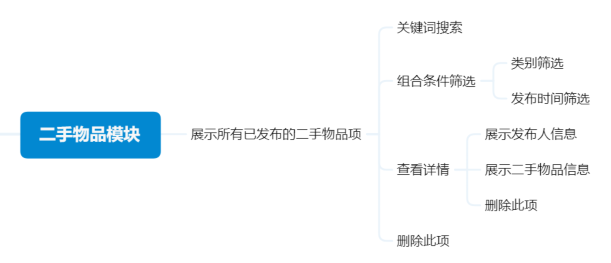 关键词搜索
类别筛选
组合条件筛选
发布时间筛选
二手物品模块
展示所有已发布的二手物品项
展示发布人信息
查看详情
展示二手物品信息
删除此项
删除此项